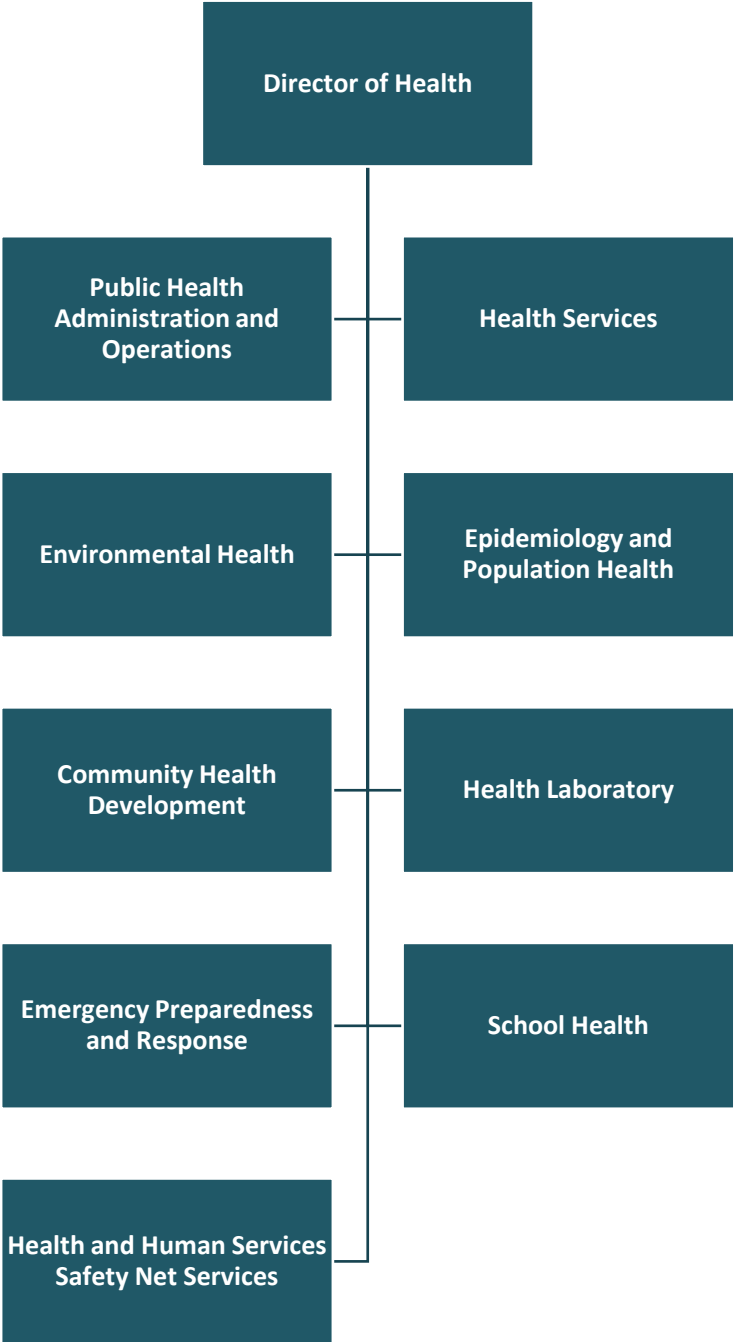 Director of Health
Public Health
Administration and
Operations
Health Services
Environmental Health
Epidemiology and
Population Health
Community Health
Development
Health Laboratory
Emergency Preparedness
and Response
School Health
Health and Human Services
Safety Net Services